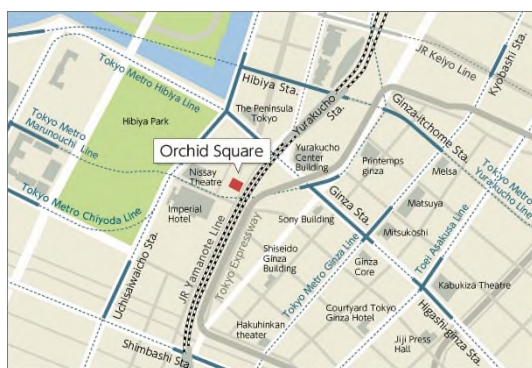 JR Keiyo Line
Kyobashi Sta.
Tokyo Metro Hibiya Line
Hibiya Sta.
Tokyo Metro
Marunouchi Line
Hibiya Park
The Peninsula
Tokyo
Yurakucho
Sta.
Ginza-itchome Sta.
Orchid Square
Yurakucho
Center
Building
Printemps
ginza
Tokyo Metro
Yurakucho Line
Nissay
Theatre
Melsa
Tokyo Metro Chiyoda Line
Imperial
Hotel
Ginza Sta.
Matsuya
Sony Building
Mitsukoshi
Uchisaiwaicho Sta.
JR Yamanote Line
Tokyo Expressway
Shiseido
Ginza
Building
Tokyo Metro Ginza Line
Ginza
Core
Toei Asakusa Line
Kabukiza Theatre
Courtyard Tokyo
Ginza Hotel
Higashi-ginza Sta.
Hakuhinkan
theater
Jiji Press
Hall
Shimbashi Sta.